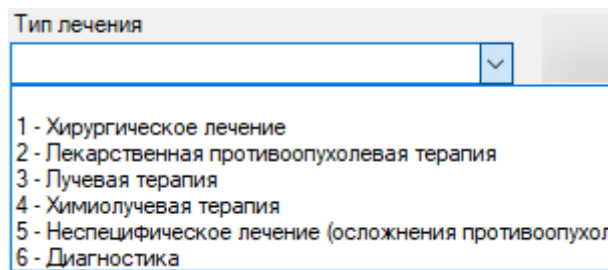 Тип лечения
1 - Хирургическое лечение
2 - Лекарственная противоопухолевая терапия
3 - Лучевая терапия
4 - Химиолучевая терапия
5 - Неспецифическое лечение (осложнения
6 - Диагностика